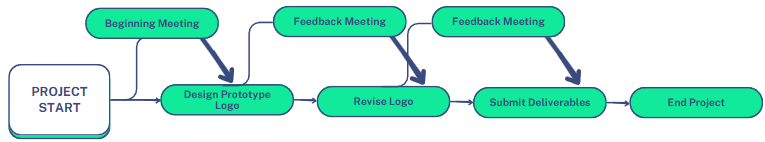 Beginning Meeting
Feedback Meeting
Feedback Meeting
PROJECT
START
Design Prototype
Logo
Revise Logo
Submit Deliverables
End Project